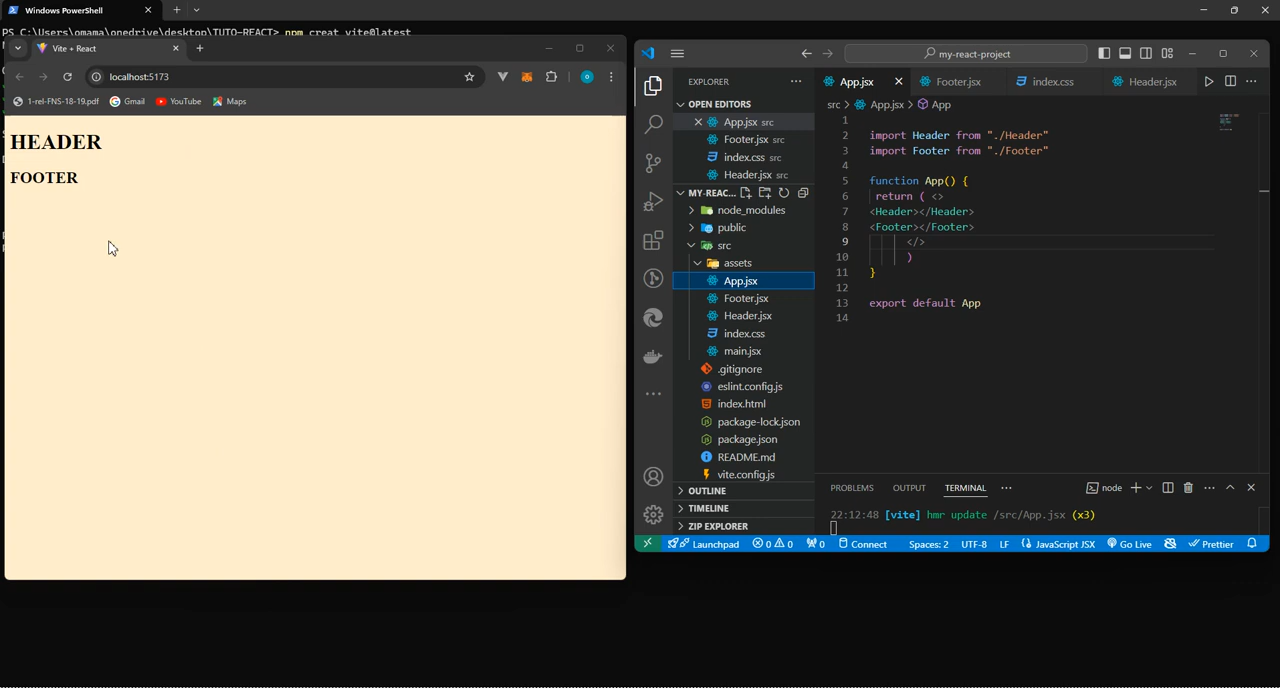 Windows PowerShell
PS C:\Users\omama\onedrive\desktop\TUTO-REACT> npm creat vite@latest
Vite + React
localhost:5173
1-rel-FNS-18-19.pdf
Gmail
YouTube
Maps
HEADER
FOOTER
my-react-project
EXPLORER
OPEN EDITORS
App.jsx src
Footer.jsx src
index.css src
Header.jsx src
MY-REAC...
node_modules
public
src
assets
App.jsx
Footer.jsx
Header.jsx
index.css
main.jsx
.gitignore
eslint.config.js
index.html
package-lock.json
package.json
README.md
vite.config.js
OUTLINE
TIMELINE
ZIP EXPLORER
App.jsx
Footer.jsx
index.css
Header.jsx
src > App.jsx > App
1
2 import Header from "./Header"
3 import Footer from "./Footer"
4
5 function App() {
6 return ( <>
7 <Header></Header>
8 <Footer></Footer>
9 </>
10 )
11 }
12
13 export default App
14
PROBLEMS OUTPUT TERMINAL
node
22:12:48 [vite] hmr update /src/App.jsx (x3)
Launchpad 0 0 0 Connect Spaces: 2 UTF-8 LF JavaScript JSX Go Live Prettier